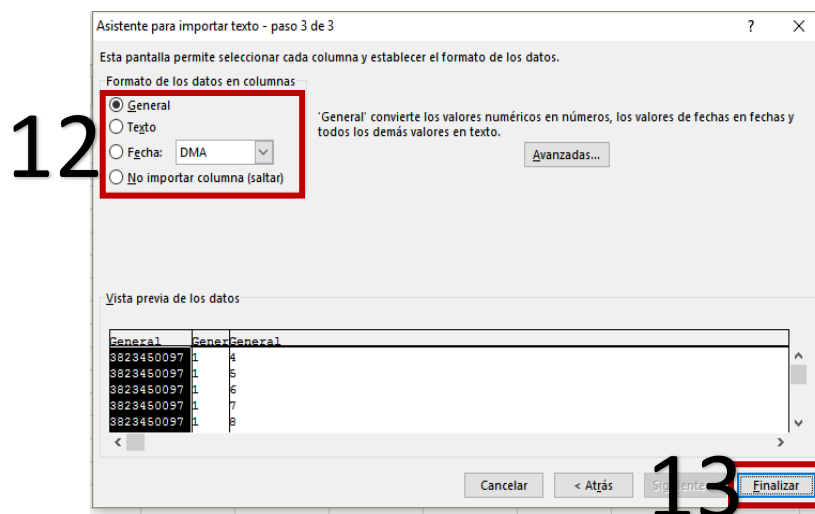 Asistente para importar texto - paso 3 de 3
?
Esta pantalla permite seleccionar cada columna y establecer el formato de los datos.
Formato de los datos en columnas
12
General
Texto
Fecha: DMA
No importar columna (saltar)
'General' convierte los valores numéricos en números, los valores de fechas en fechas y
todos los demás valores en texto.
Avanzadas...
Vista previa de los datos
General Gener General
3823450097 1 4
3823450097 1 5
3823450097 1 6
3823450097 1 7
3823450097 1 8
Cancelar < Atrás 13 Finalizar